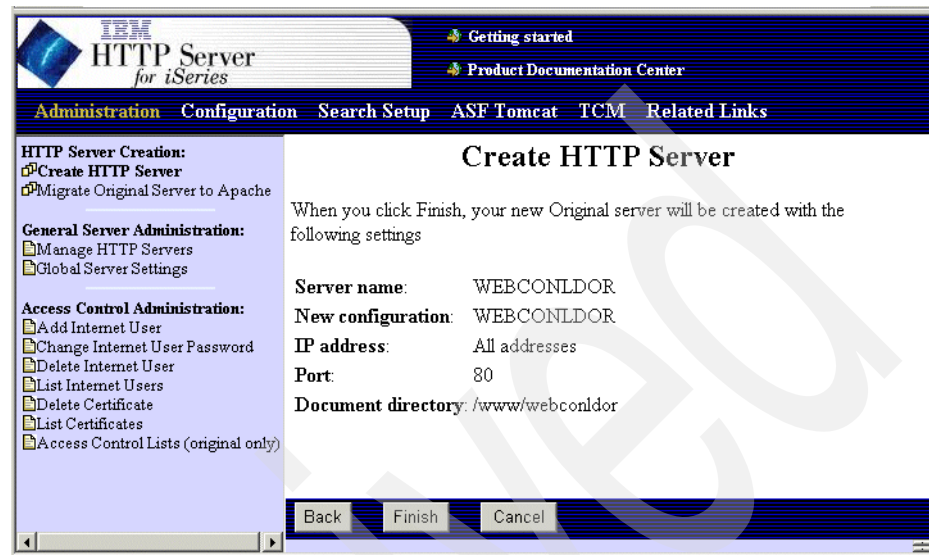 IBM
HTTP Server
for iSeries
Getting started
Product Documentation Center
Administration Configuration Search Setup ASF Tomcat TCM Related Links
HTTP Server Creation:
Create HTTP Server
Migrate Original Server to Apache
General Server Administration:
Manage HTTP Servers
Global Server Settings
Access Control Administration:
Add Internet User
Change Internet User Password
Delete Internet User
List Internet Users
Delete Certificate
List Certificates
Access Control Lists (original only)
Create HTTP Server
When you click Finish, your new Original server will be created with the
following settings
Server name: WEBCONLDOR
New configuration: WEBCONLDOR
IP address: All addresses
Port: 80
Document directory: /www/webconldor
Back Finish Cancel